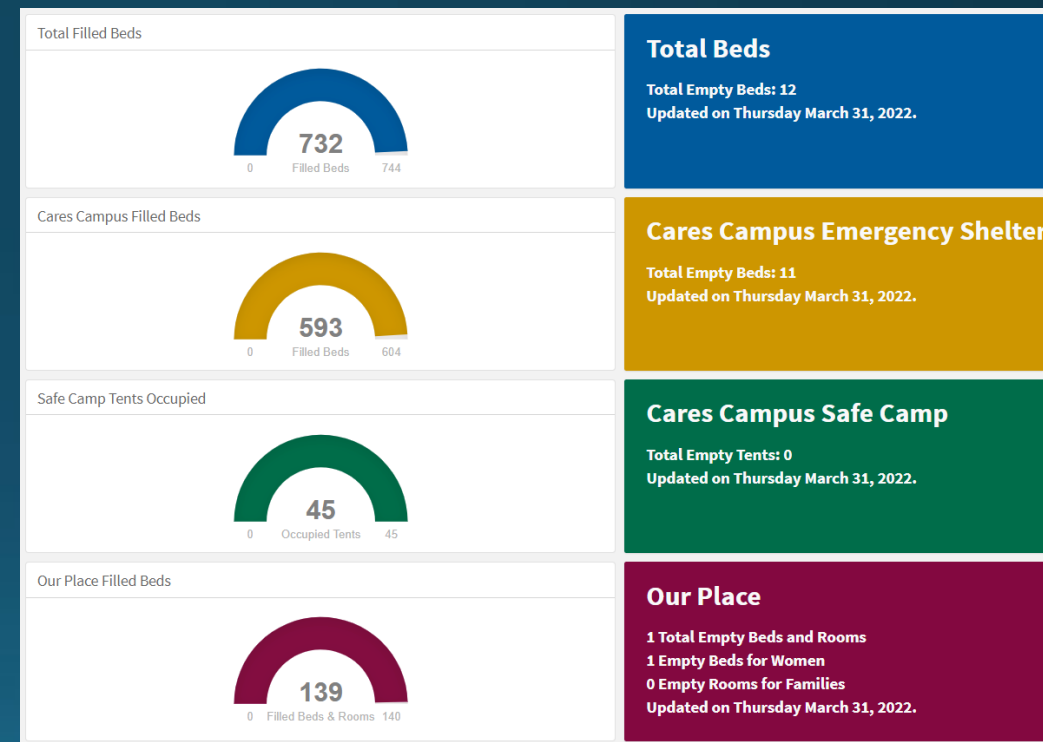 Total Filled Beds
732
0 Filled Beds 744
Total Beds
Total Empty Beds: 12
Updated on Thursday March 31, 2022.
Cares Campus Filled Beds
593
0 Filled Beds 604
Cares Campus Emergency Shelter
Total Empty Beds: 11
Updated on Thursday March 31, 2022.
Safe Camp Tents Occupied
45
0 Occupied Tents 45
Cares Campus Safe Camp
Total Empty Tents: 0
Updated on Thursday March 31, 2022.
Our Place Filled Beds
139
0 Filled Beds & Rooms 140
Our Place
1 Total Empty Beds and Rooms
1 Empty Beds for Women
0 Empty Rooms for Families
Updated on Thursday March 31, 2022.